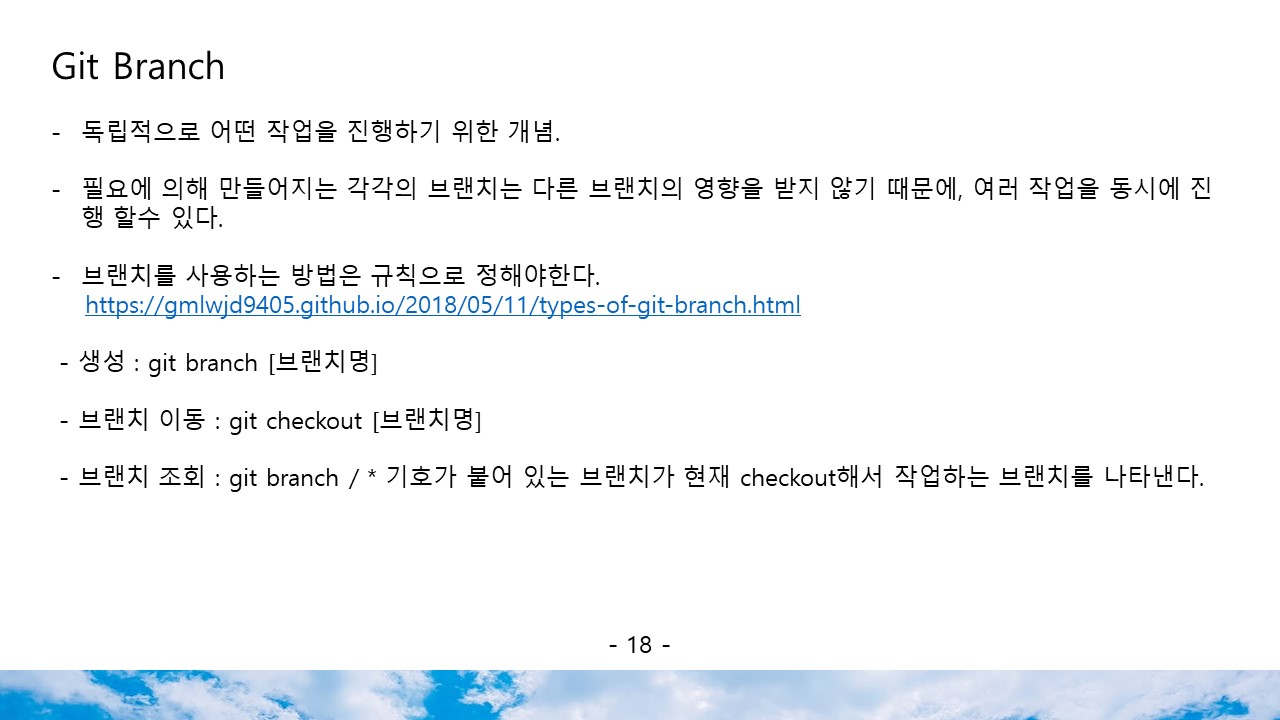 Git Branch
- 독립적으로 어떤 작업을 진행하기 위한 개념.
- 필요에 의해 만들어지는 각각의 브랜치는 다른 브랜치의 영향을 받지 않기 때문에, 여러 작업을 동시에 진
행 할수 있다.
- 브랜치를 사용하는 방법은 규칙으로 정해야한다.
https://gmlwjd9405.github.io/2018/05/11/types-of-git-branch.html
- 생성 : git branch [브랜치명]
- 브랜치 이동 : git checkout [브랜치명]
- 브랜치 조회 : git branch / * 기호가 붙어 있는 브랜치가 현재 checkout해서 작업하는 브랜치를 나타낸다.
- 18 -